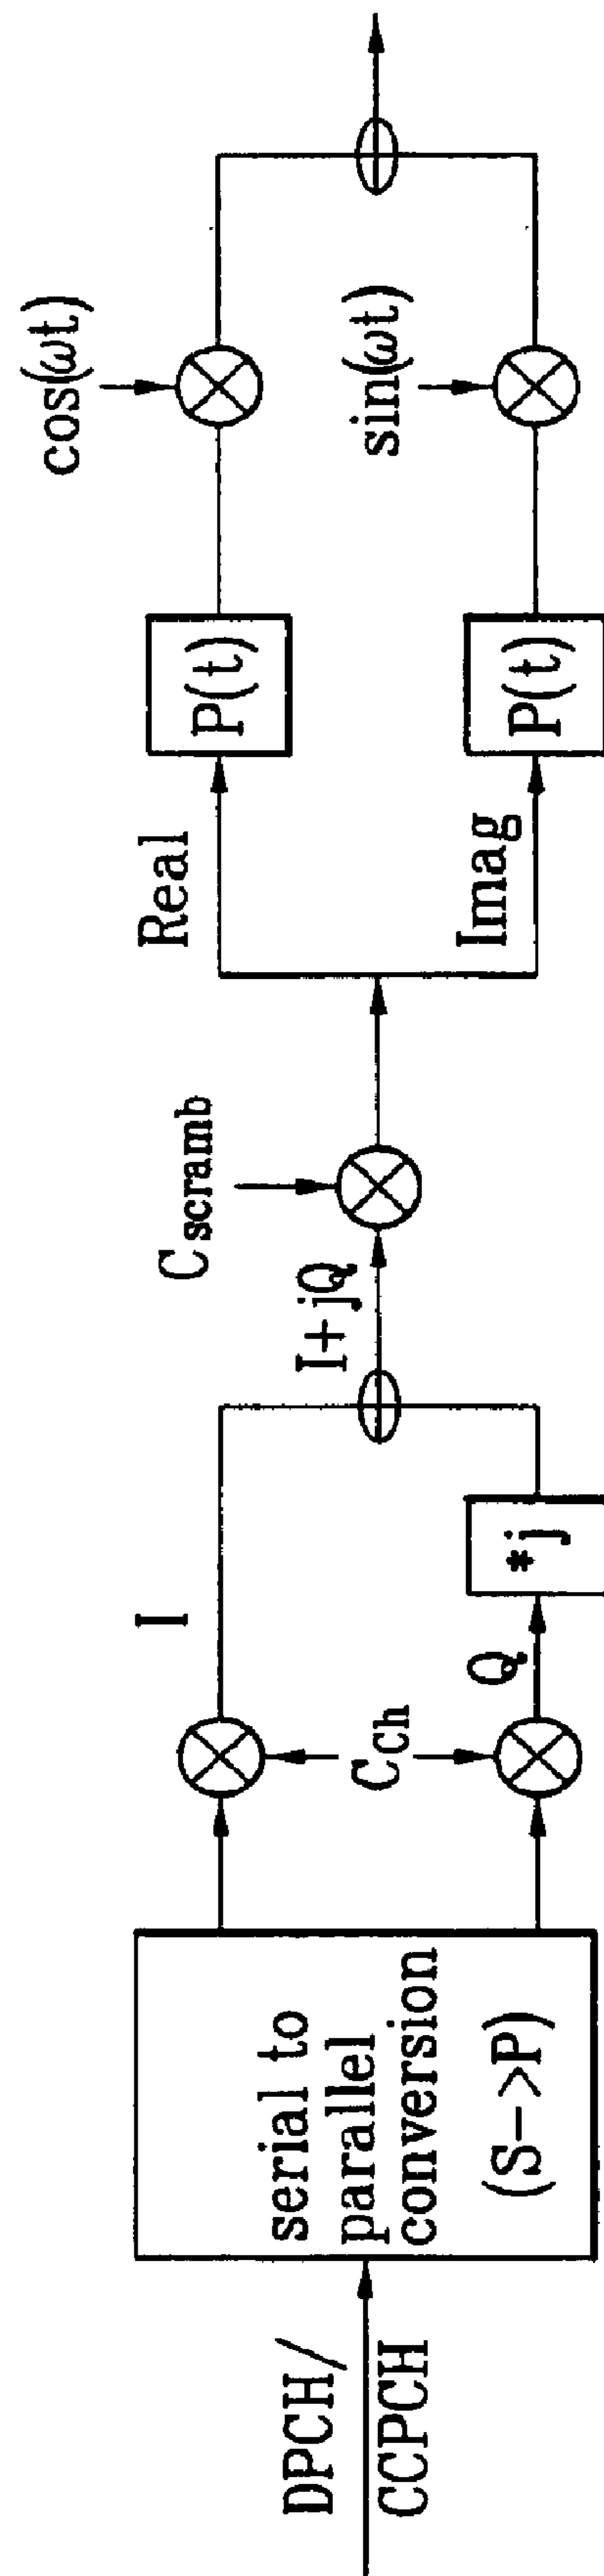 DPCH/
CCPCH
serial to
parallel
conversion
(S->P)
C_Ch
I
Q
*j
I+jQ
C_scramb
Real
Imag
P(t)
P(t)
cos(ωt)
sin(ωt)